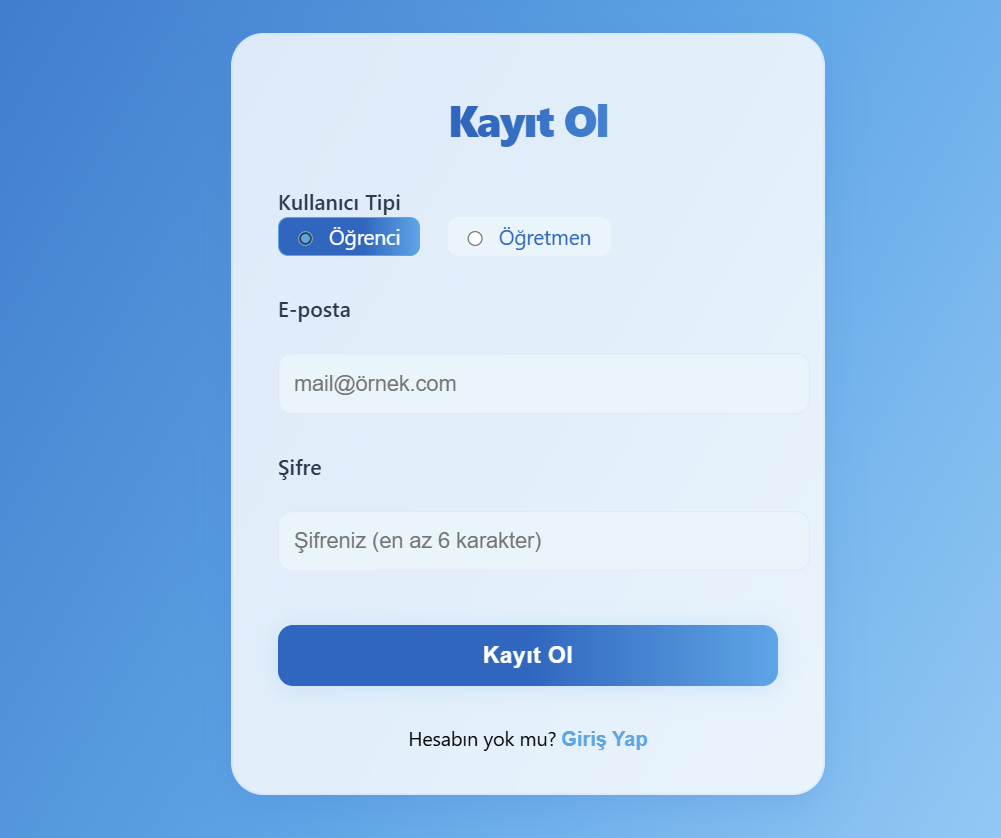 Kayıt Ol
Kullanıcı Tipi
Öğrenci Öğretmen
E-posta
mail@örnek.com
Şifre
Şifreniz (en az 6 karakter)
Kayıt Ol
Hesabın yok mu? Giriş Yap